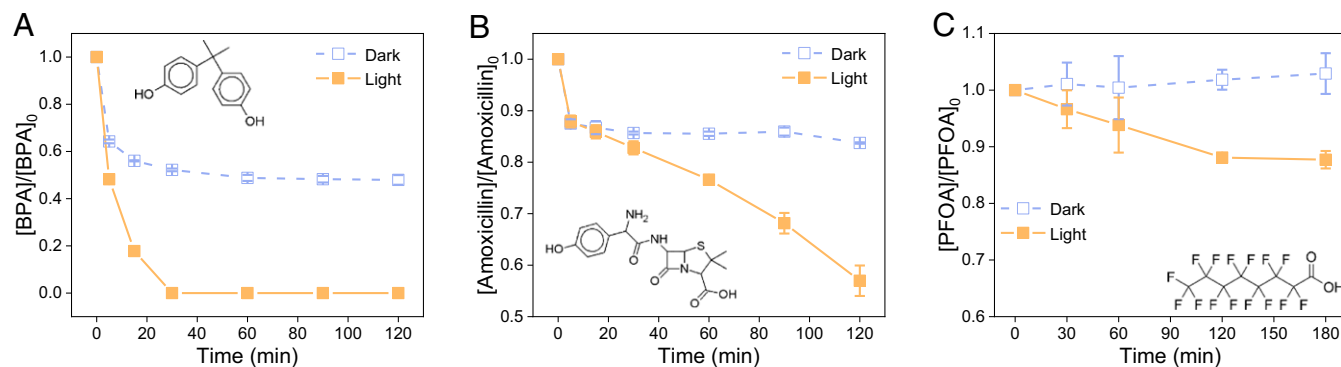 A
[BPA]/[BPA]0
1.0
0.8
0.6
0.4
0.2
0.0
0 20 40 60 80 100 120
Time (min)
Dark
Light
HO
OH
B
[Amoxicillin]/[Amoxicillin]0
1.0
0.9
0.8
0.7
0.6
0.5
0 20 40 60 80 100 120
Time (min)
Dark
Light
NH2
HO
O
NH
S
O
N
O
OH
C
[PFOA]/[PFOA]0
1.1
1.0
0.9
0.8
0.7
0.6
0 30 60 90 120 150 180
Time (min)
Dark
Light
F F F F F F F O
F OH
F F F F F F F